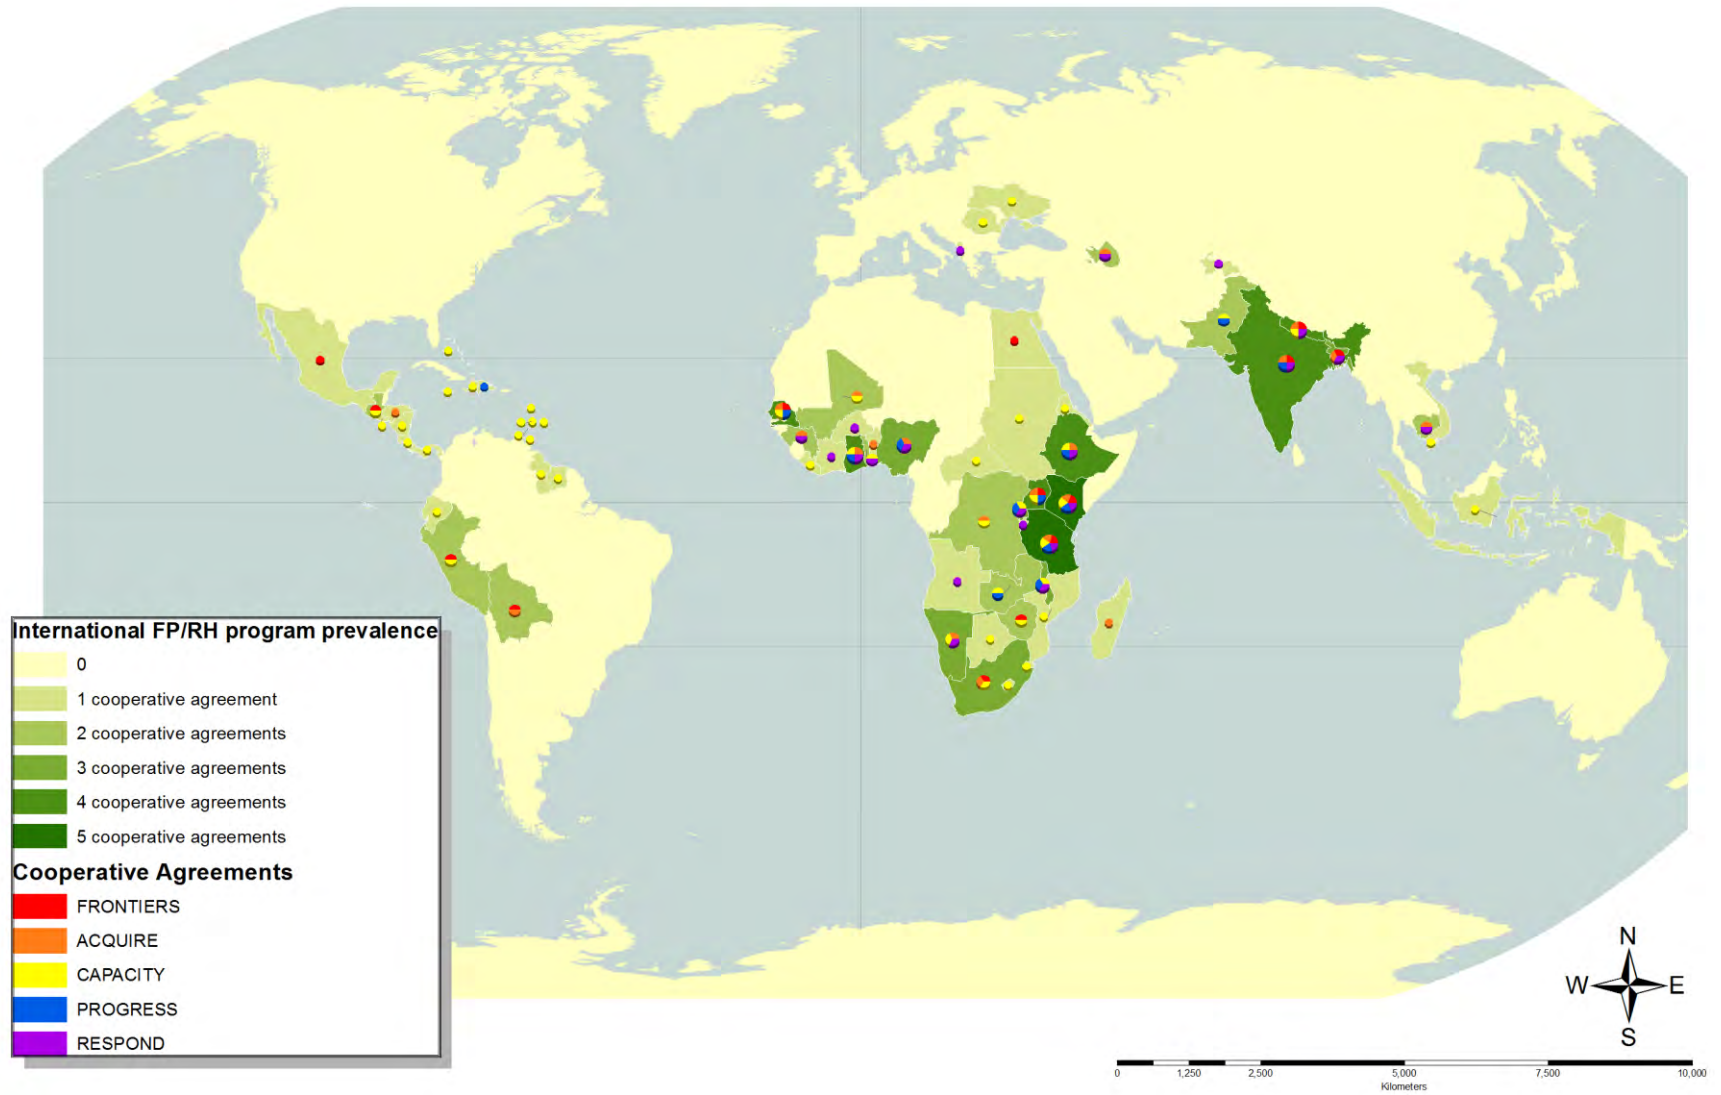 International FP/RH program prevalence
0
1 cooperative agreement
2 cooperative agreements
3 cooperative agreements
4 cooperative agreements
5 cooperative agreements
Cooperative Agreements
FRONTIERS
ACQUIRE
CAPACITY
PROGRESS
RESPOND
N
W E
S
0 1,250 2,500 5,000 7,500 10,000
Kilometers